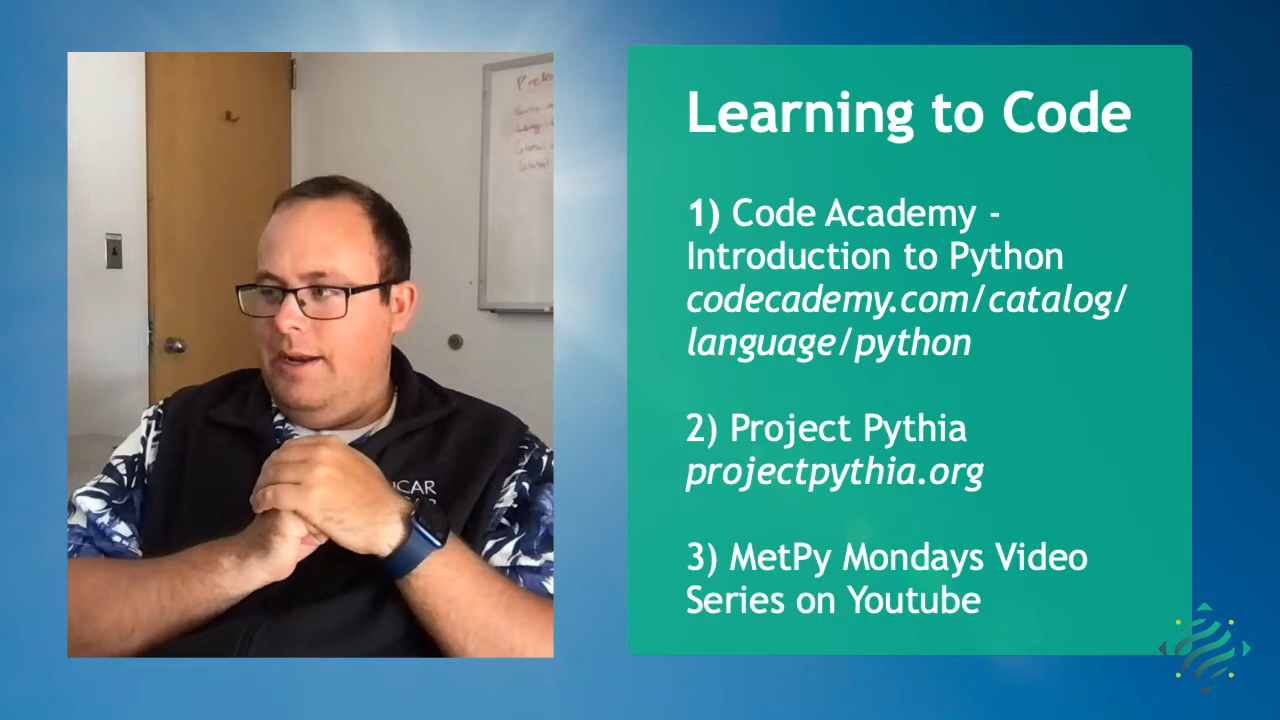 Learning to Code
1) Code Academy -
Introduction to Python
codecademy.com/catalog/
language/python
2) Project Pythia
projectpythia.org
3) MetPy Mondays Video
Series on Youtube